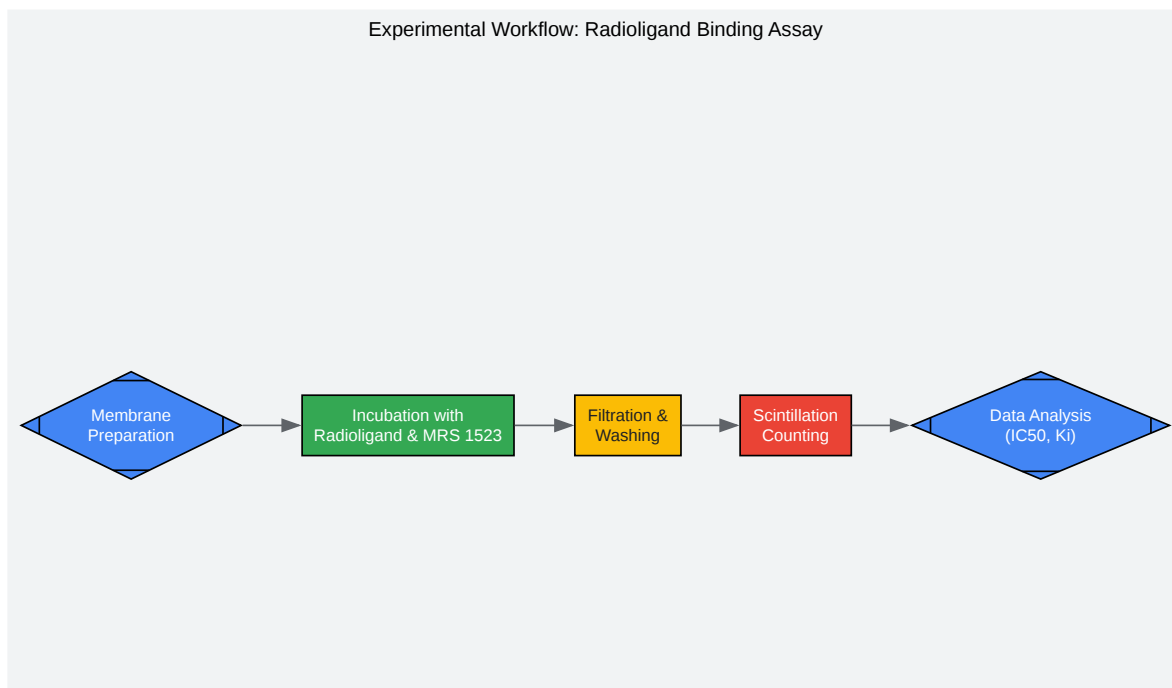 Experimental Workflow: Radioligand Binding Assay
Membrane
Preparation
Incubation with
Radioligand & MRS 1523
Filtration &
Washing
Scintillation
Counting
Data Analysis
(IC50, Ki)